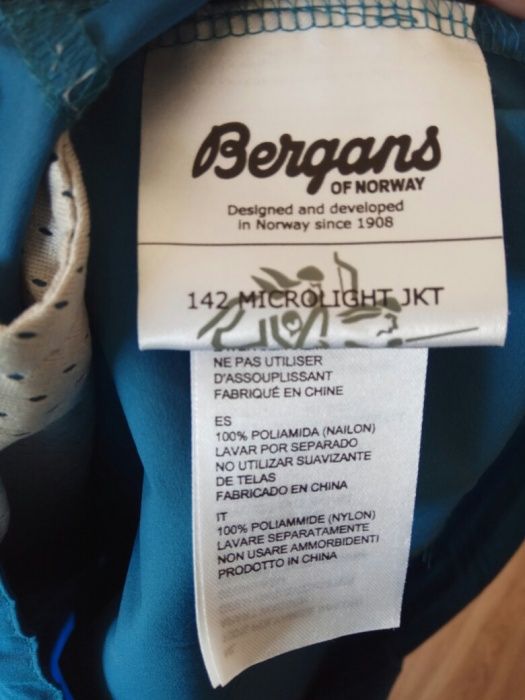 Bergans
OF NORWAY
Designed and developed
in Norway since 1908
142 MICROLIGHT JKT
NE PAS UTILISER
D'ASSOUPLISSANT
FABRIQUÉ EN CHINE
ES
100% POLIAMIDA (NAILON)
LAVAR POR SEPARADO
NO UTILIZAR SUAVIZANTE
DE TELAS
FABRICADO EN CHINA
IT
100% POLIAMMIDE (NYLON)
LAVARE SEPARATAMENTE
NON USARE AMMORBIDENTI
PRODOTTO IN CHINA